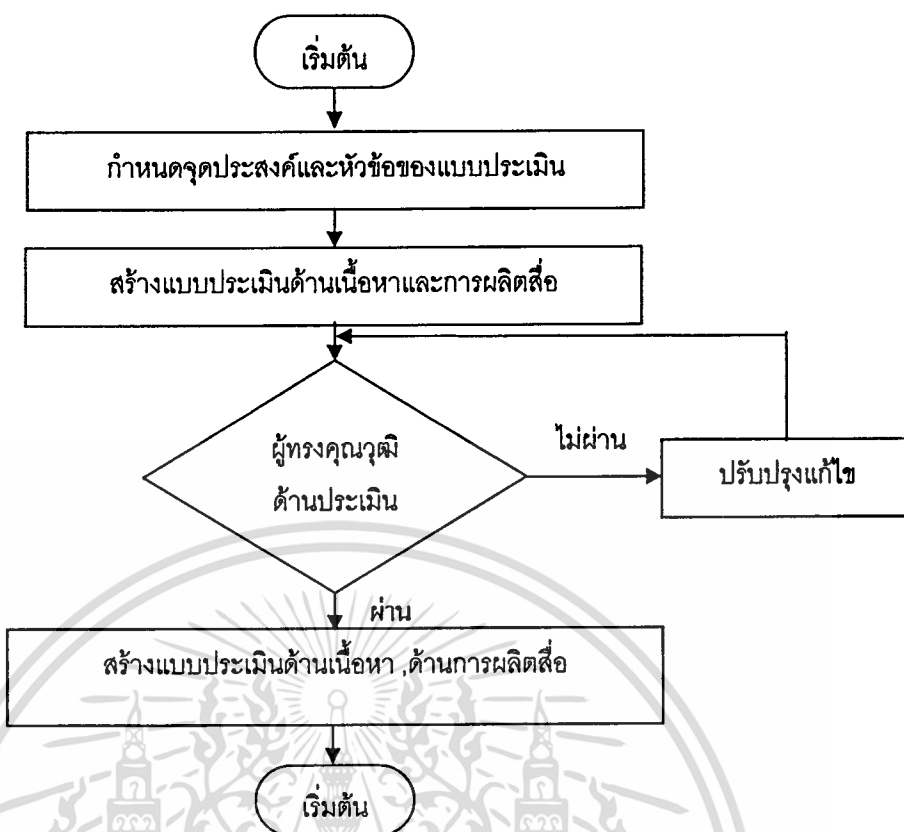 เริ่มต้น
กำหนดจุดประสงค์และหัวข้อของแบบประเมิน
สร้างแบบประเมินด้านเนื้อหาและการผลิตสื่อ
ผู้ทรงคุณวุฒิ
ด้านประเมิน
ไม่ผ่าน
ปรับปรุงแก้ไข
ผ่าน
สร้างแบบประเมินด้านเนื้อหา ,ด้านการผลิตสื่อ
เริ่มต้น